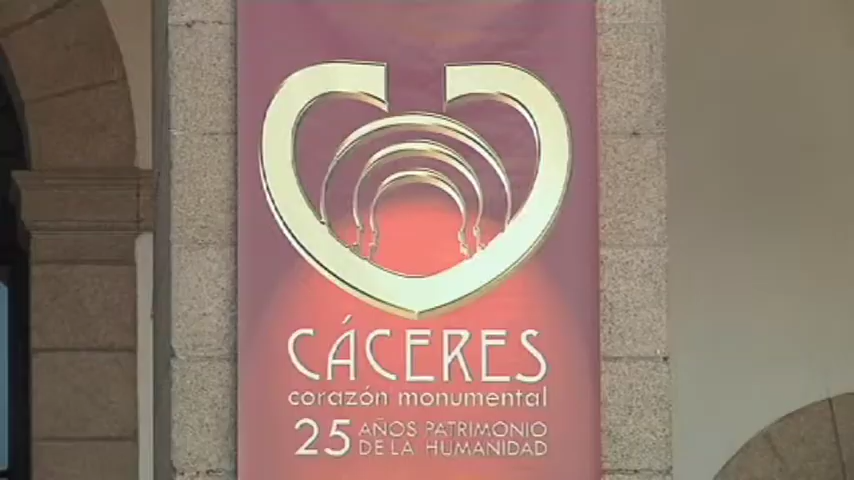 CÁCERES
corazón monumental
25 AÑOS PATRIMONIO
DE LA HUMANIDAD